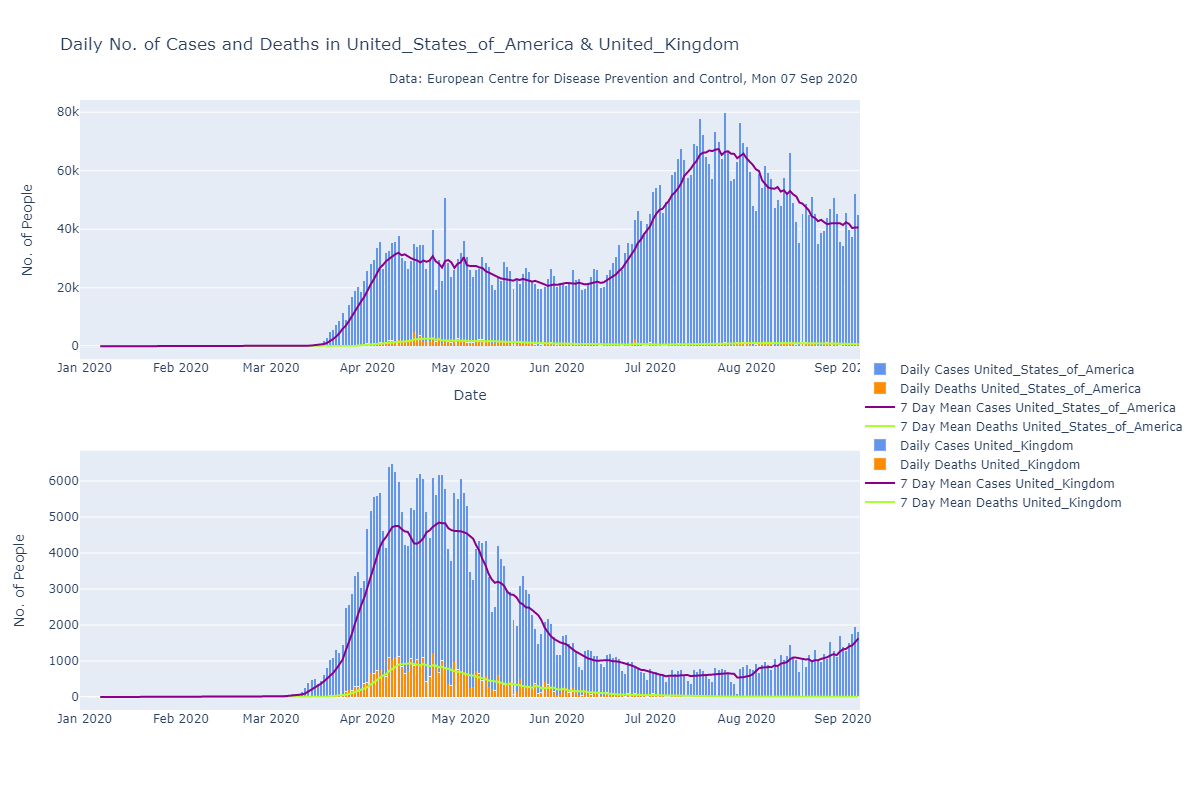 Daily No. of Cases and Deaths in United_States_of_America & United_Kingdom
Data: European Centre for Disease Prevention and Control, Mon 07 Sep 2020
80k
60k
40k
20k
0
No. of People
Jan 2020 Feb 2020 Mar 2020 Apr 2020 May 2020 Jun 2020 Jul 2020 Aug 2020 Sep 202
Date
Daily Cases United_States_of_America
Daily Deaths United_States_of_America
7 Day Mean Cases United_States_of_America
7 Day Mean Deaths United_States_of_America
Daily Cases United_Kingdom
Daily Deaths United_Kingdom
7 Day Mean Cases United_Kingdom
7 Day Mean Deaths United_Kingdom
6000
5000
4000
3000
2000
1000
0
No. of People
Jan 2020 Feb 2020 Mar 2020 Apr 2020 May 2020 Jun 2020 Jul 2020 Aug 2020 Sep 2020